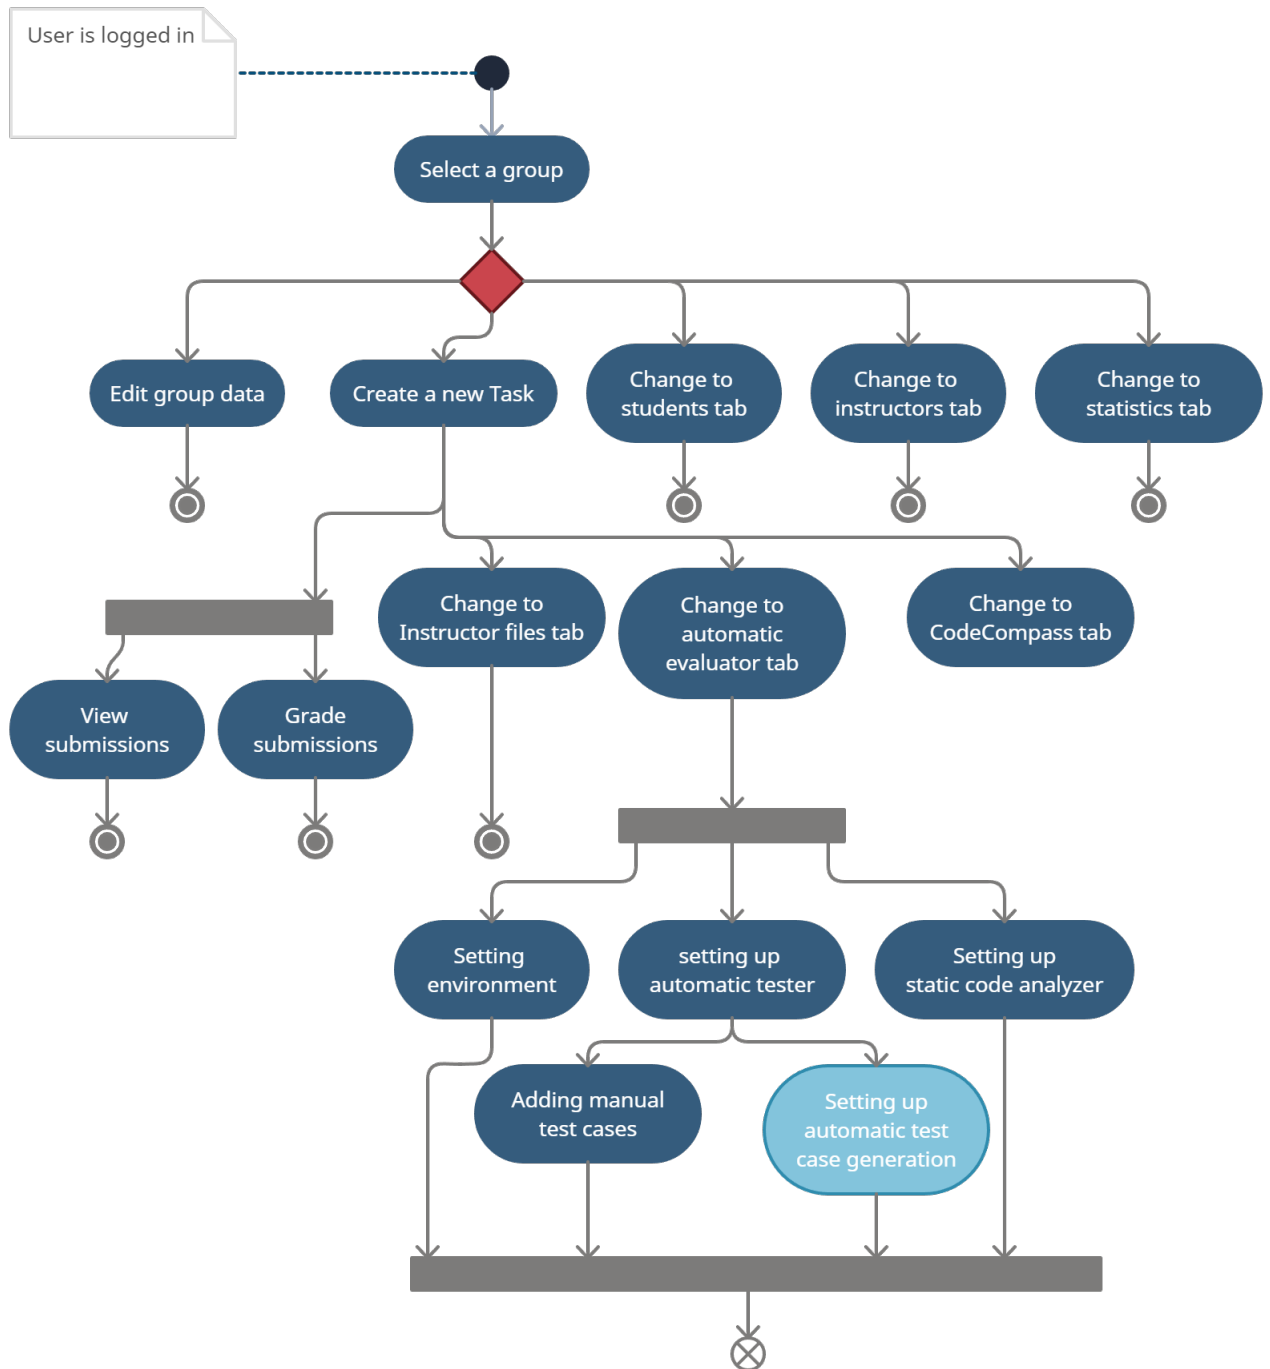 User is logged in
Select a group
Edit group data
Create a new Task
Change to
students tab
Change to
instructors tab
Change to
statistics tab
Change to
Instructor files tab
Change to
automatic
evaluator tab
Change to
CodeCompass tab
View
submissions
Grade
submissions
Setting
environment
setting up
automatic tester
Setting up
static code analyzer
Adding manual
test cases
Setting up
automatic test
case generation